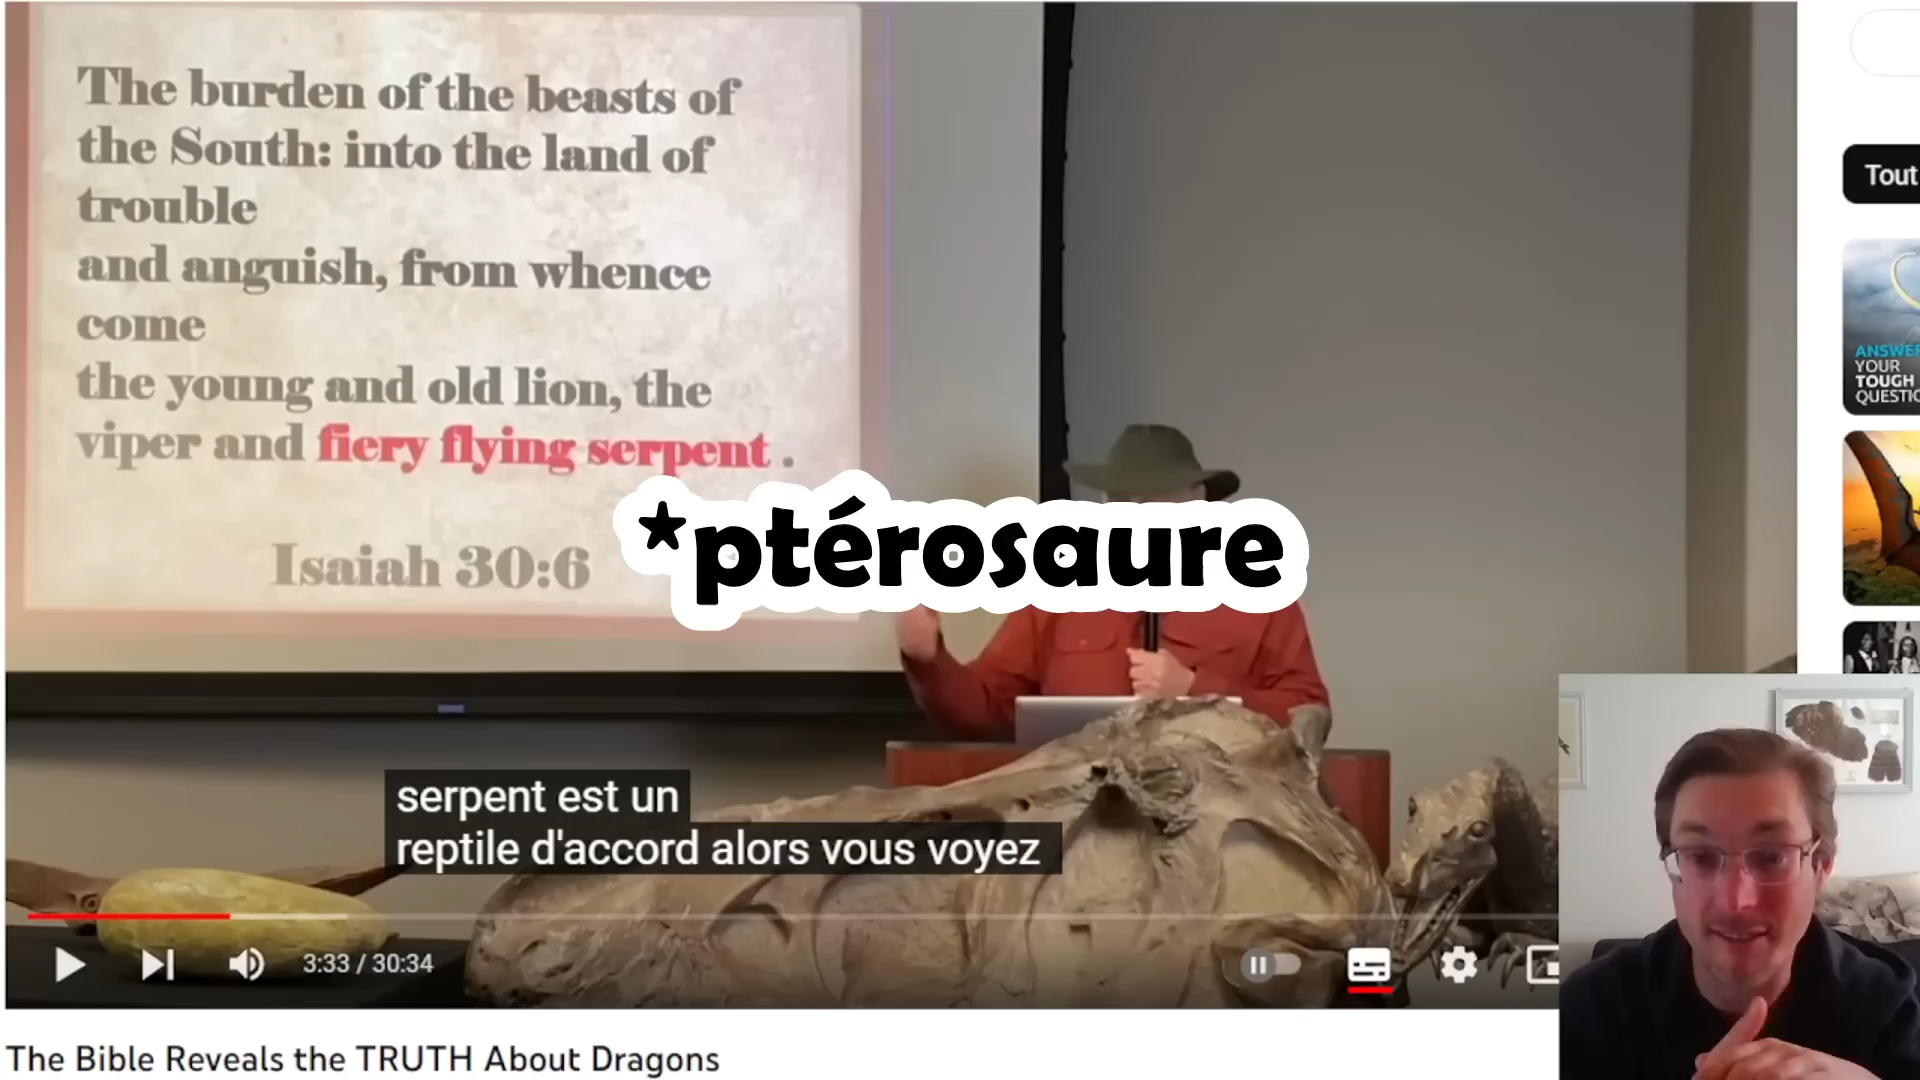 The burden of the beasts of
the South: into the land of
trouble
and anguish, from whence
come
the young and old lion, the
viper and fiery flying serpent .
Isaiah 30:6
*ptérosaure
serpent est un
reptile d'accord alors vous voyez
3:33 / 30:34
The Bible Reveals the TRUTH About Dragons
Tout
ANSWE
YOUR
TOUGH
QUESTIO